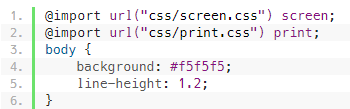 1. @import url("css/screen.css") screen;
2. @import url("css/print.css") print;
3. body {
4.     background: #f5f5f5;
5.     line-height: 1.2;
6. }